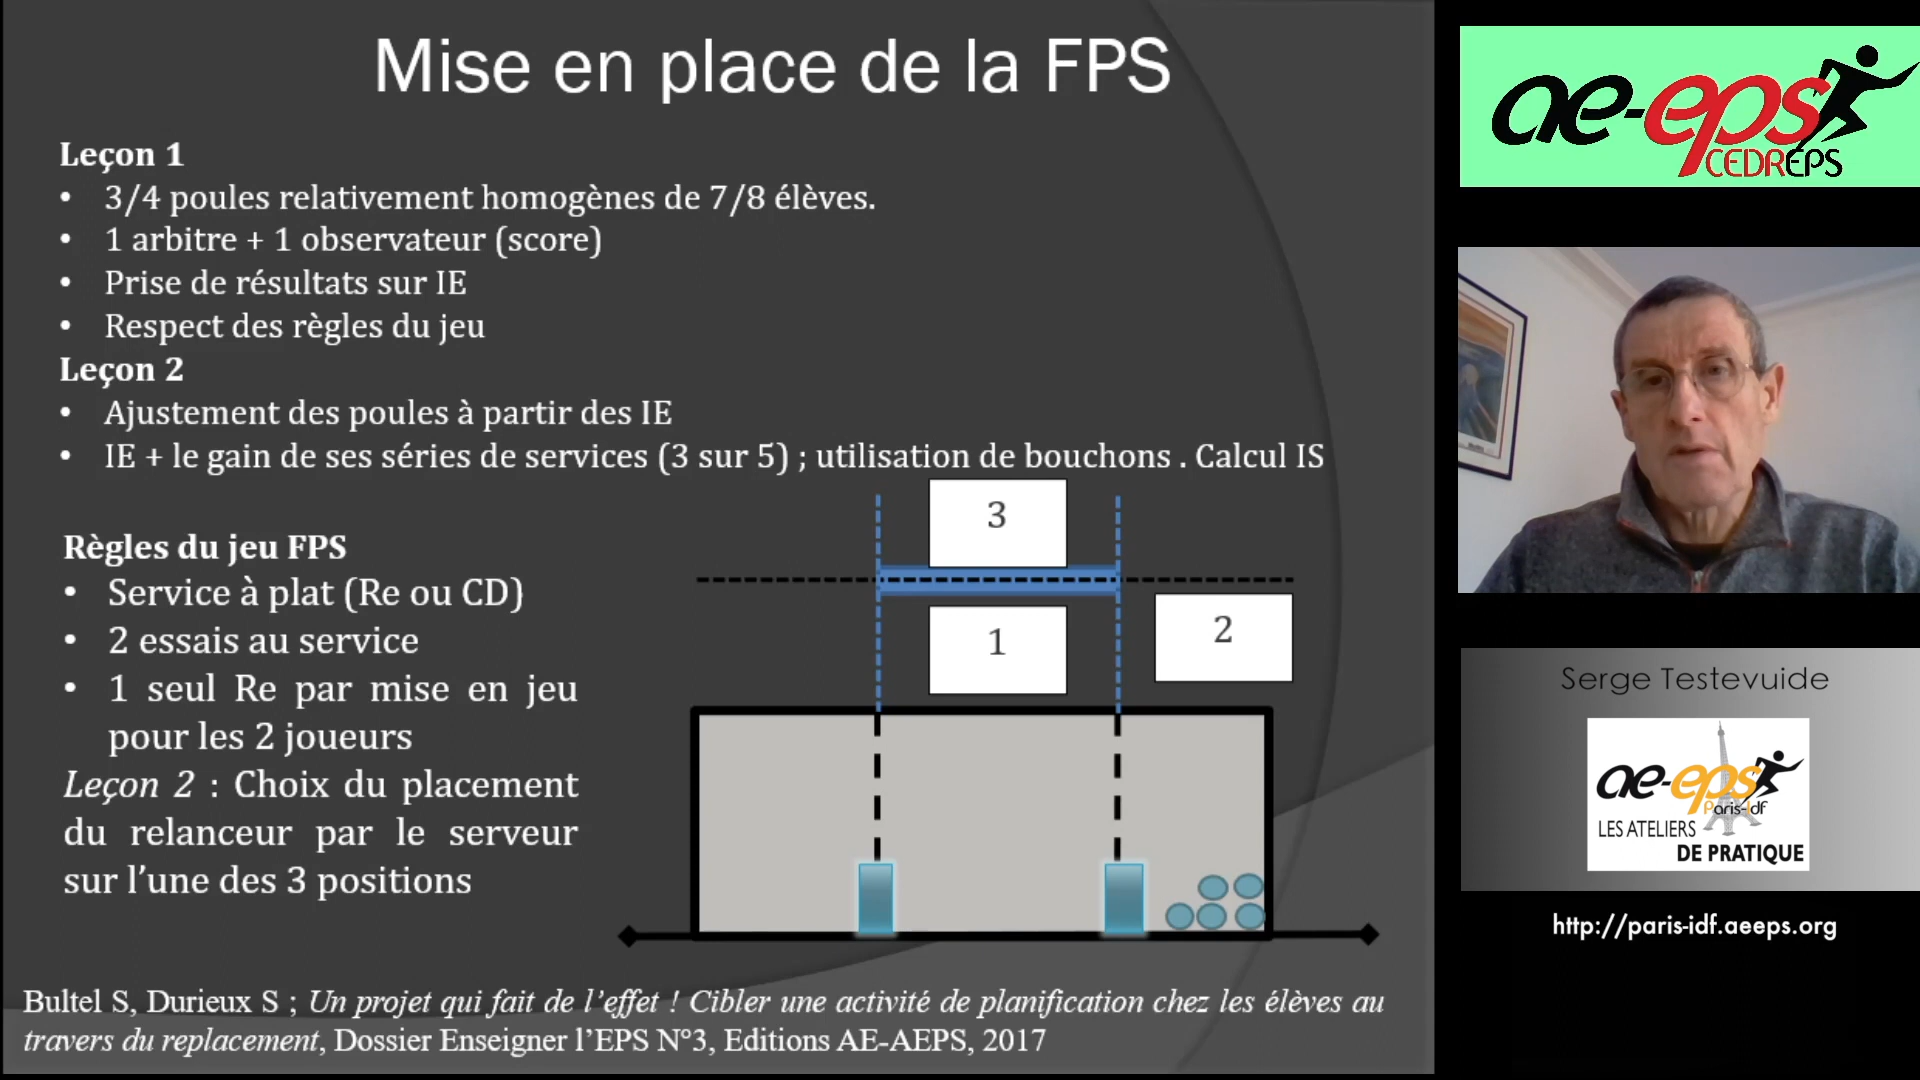 Mise en place de la FPS
Leçon 1
• 3/4 poules relativement homogènes de 7/8 élèves.
• 1 arbitre + 1 observateur (score)
• Prise de résultats sur IE
• Respect des règles du jeu
Leçon 2
• Ajustement des poules à partir des IE
• IE + le gain de ses séries de services (3 sur 5) ; utilisation de bouchons . Calcul IS
Règles du jeu FPS
• Service à plat (Re ou CD)
• 2 essais au service
• 1 seul Re par mise en jeu
pour les 2 joueurs
Leçon 2 : Choix du placement
du relanceur par le serveur
sur l’une des 3 positions
3
1
2
Bultel S, Durieux S ; Un projet qui fait de l’effet ! Cibler une activité de planification chez les élèves au
travers du replacement, Dossier Enseigner l’EPS N°3, Editions AE-AEPS, 2017
ae-eps
CEDREPS
Serge Testevuide
ae-eps
Paris-Idf
LES ATELIERS
DE PRATIQUE
http://paris-idf.aeeps.org